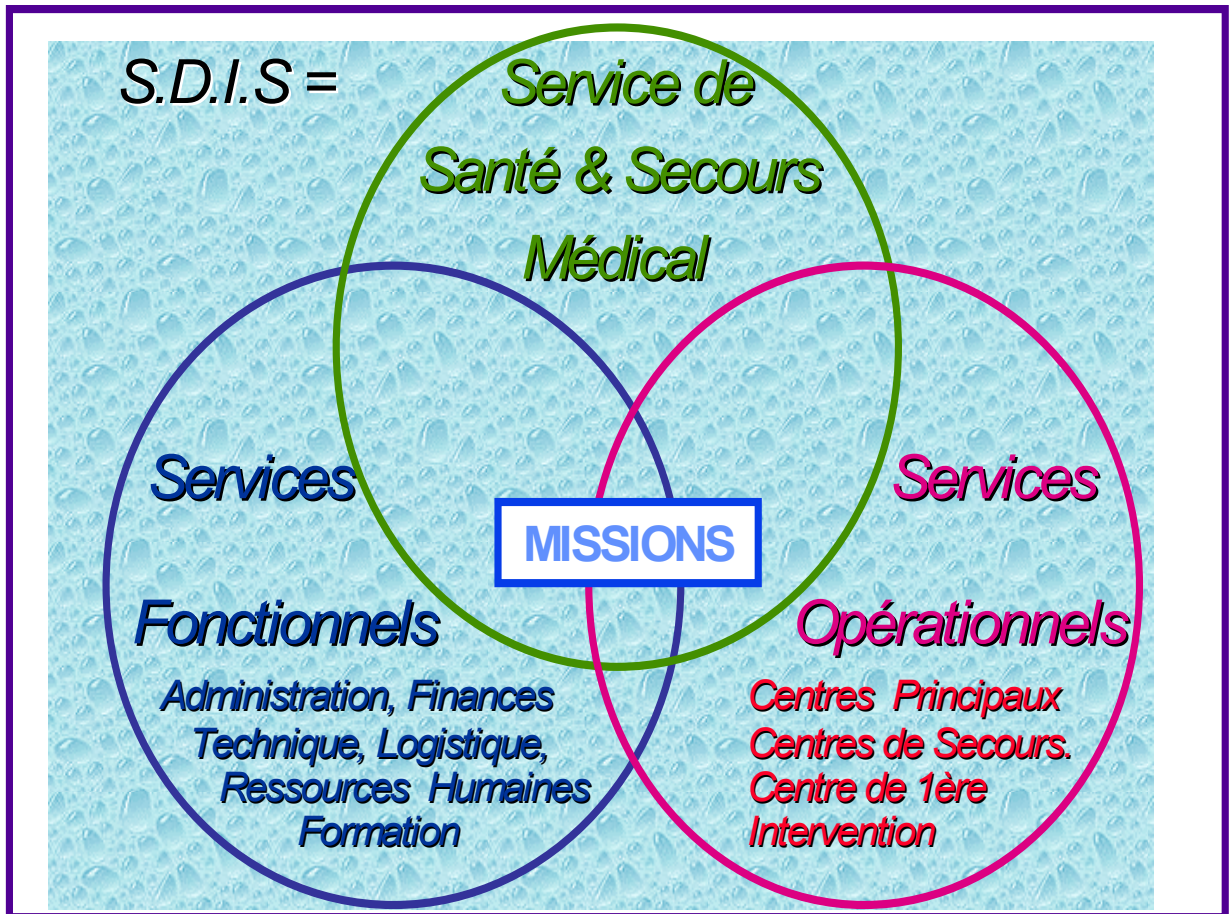 S.D.I.S =
Service de
Santé & Secours
Médical
Services
Fonctionnels
Administration, Finances
Technique, Logistique,
Ressources Humaines
Formation
MISSIONS
Services
Opérationnels
Centres Principaux
Centres de Secours.
Centre de 1ère
Intervention